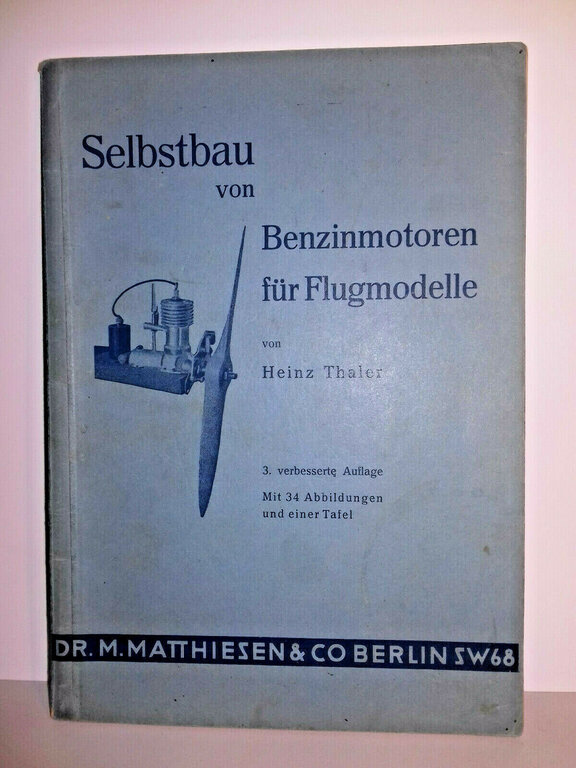 Selbstbau
von
Benzinmotoren
für Flugmodelle
von
Heinz Thaler
3. verbesserte Auflage
Mit 34 Abbildungen
und einer Tafel
DR. M. MATTHIESEN & CO BERLIN SW68